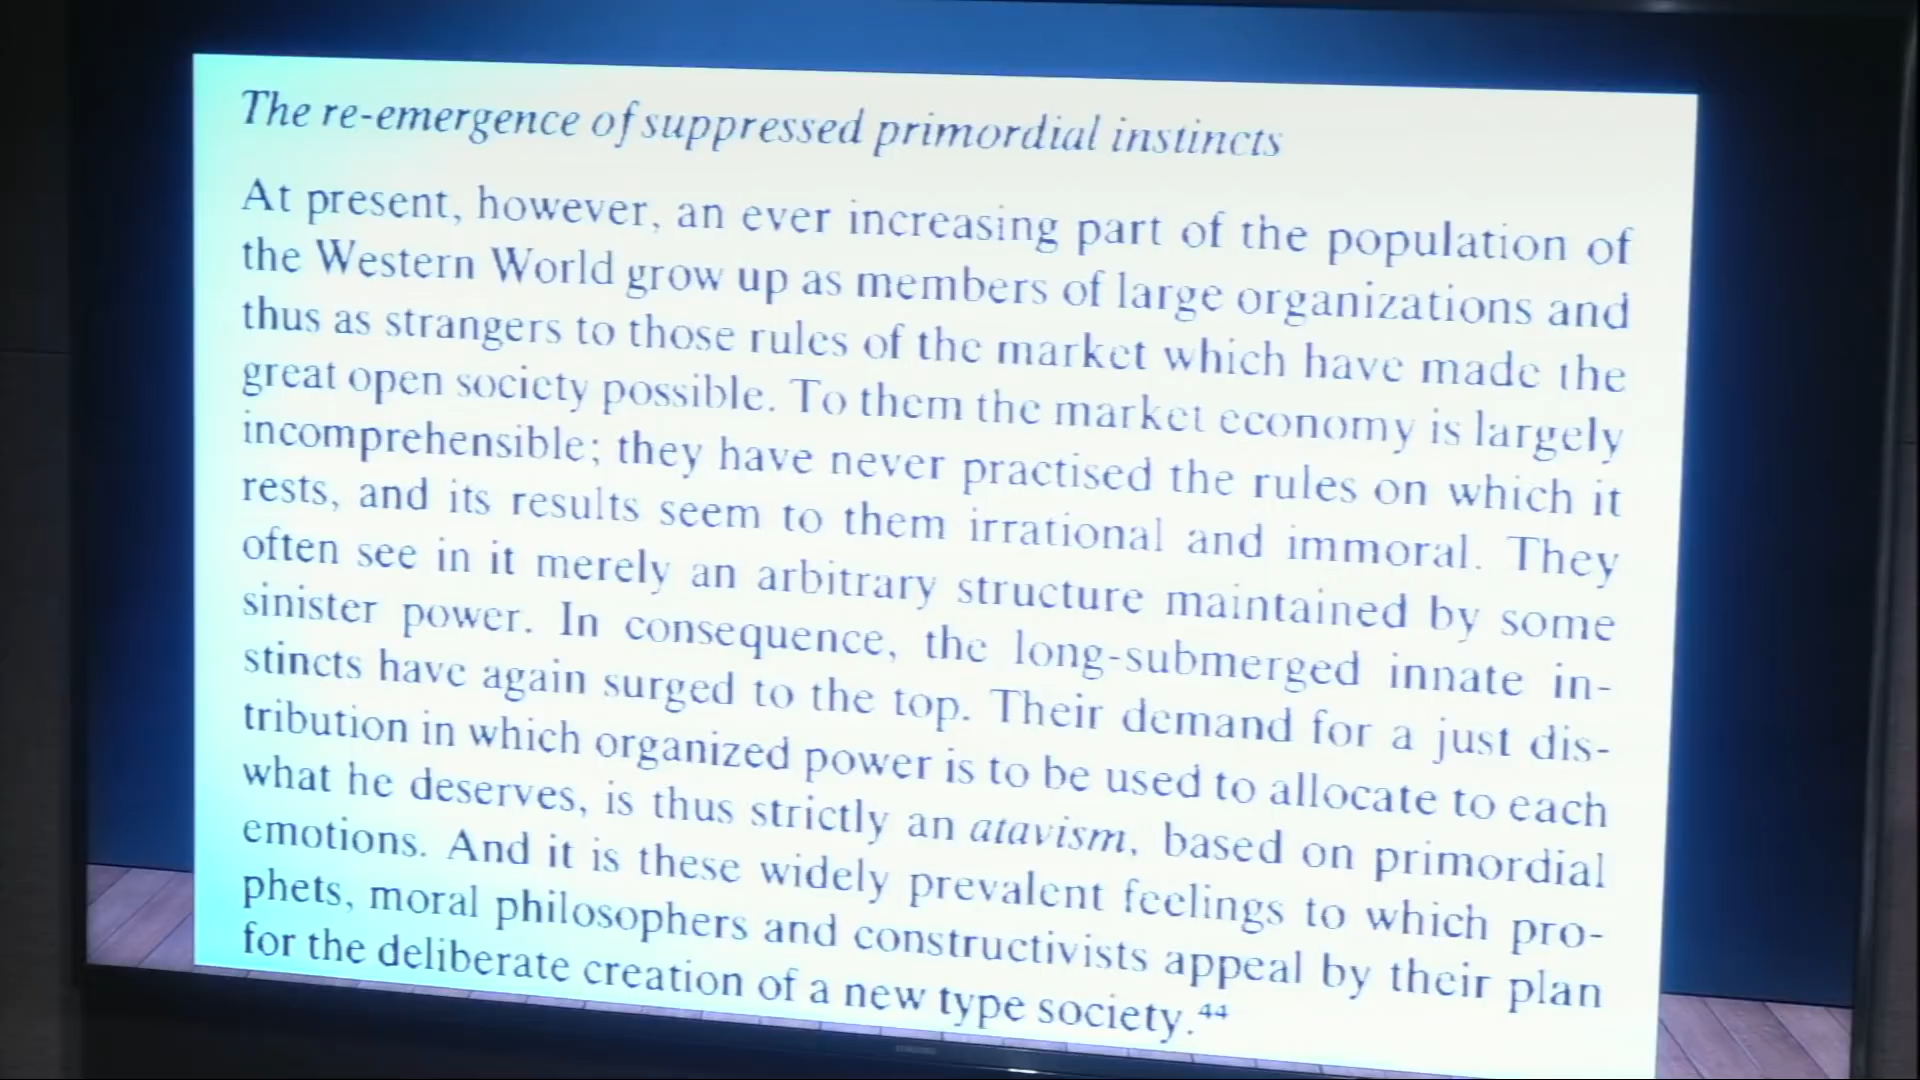 The re-emergence of suppressed primordial instincts
At present, however, an ever increasing part of the population of
the Western World grow up as members of large organizations and
thus as strangers to those rules of the market which have made the
great open society possible. To them the market economy is largely
incomprehensible; they have never practised the rules on which it
rests, and its results seem to them irrational and immoral. They
often see in it merely an arbitrary structure maintained by some
sinister power. In consequence, the long-submerged innate in-
stincts have again surged to the top. Their demand for a just dis-
tribution in which organized power is to be used to allocate to each
what he deserves, is thus strictly an atavism, based on primordial
emotions. And it is these widely prevalent feelings to which pro-
phets, moral philosophers and constructivists appeal by their plan
for the deliberate creation of a new type society.44